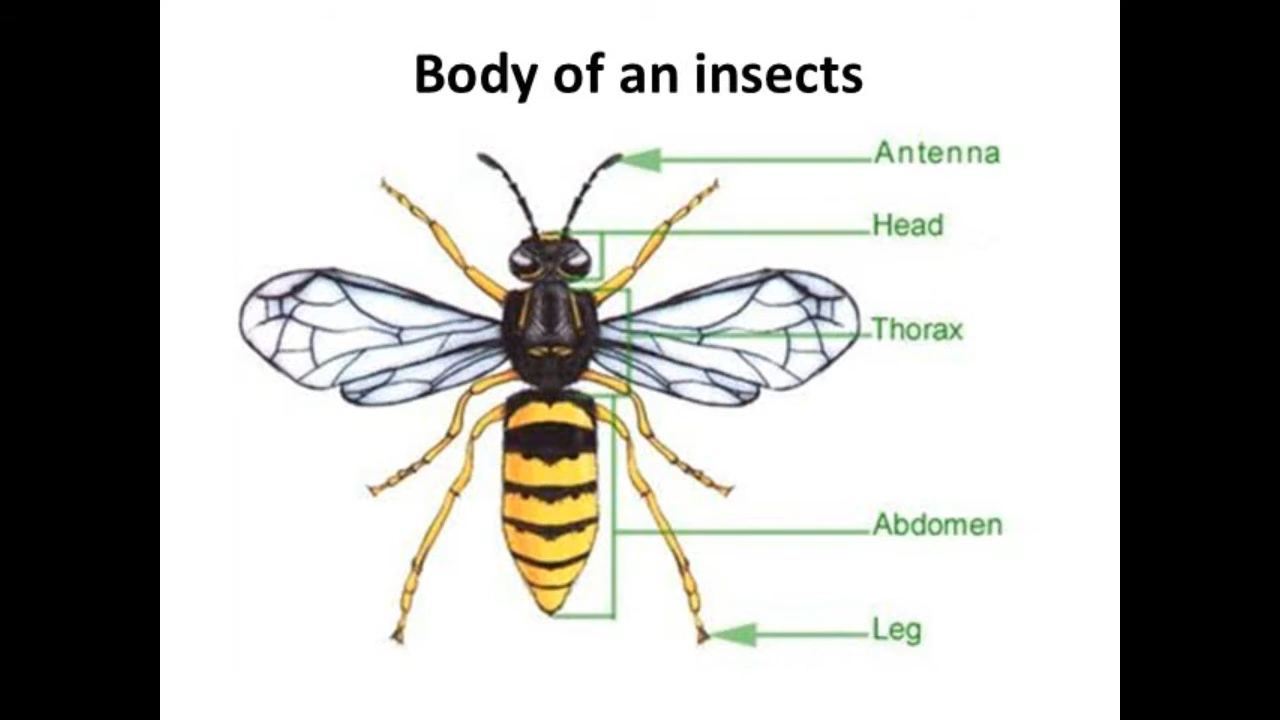 Body of an insects
Antenna
Head
Thorax
Abdomen
Leg